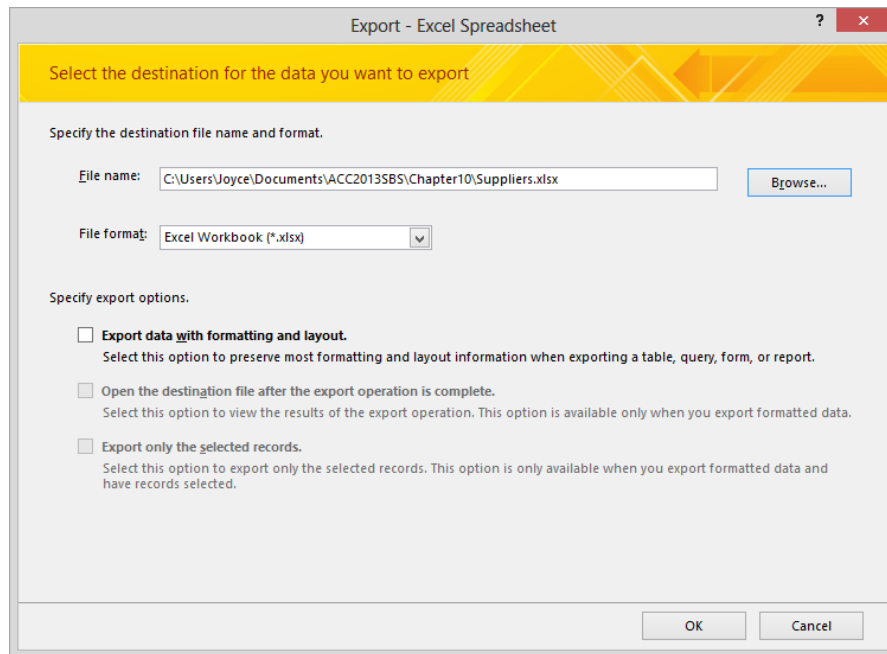 Export - Excel Spreadsheet
?
Select the destination for the data you want to export
Specify the destination file name and format.
File name: C:\Users\Joyce\Documents\ACC2013SBS\Chapter10\Suppliers.xlsx Browse...
File format: Excel Workbook (*.xlsx)
Specify export options.
Export data with formatting and layout.
Select this option to preserve most formatting and layout information when exporting a table, query, form, or report.
Open the destination file after the export operation is complete.
Select this option to view the results of the export operation. This option is available only when you export formatted data.
Export only the selected records.
Select this option to export only the selected records. This option is only available when you export formatted data and
have records selected.
OK Cancel